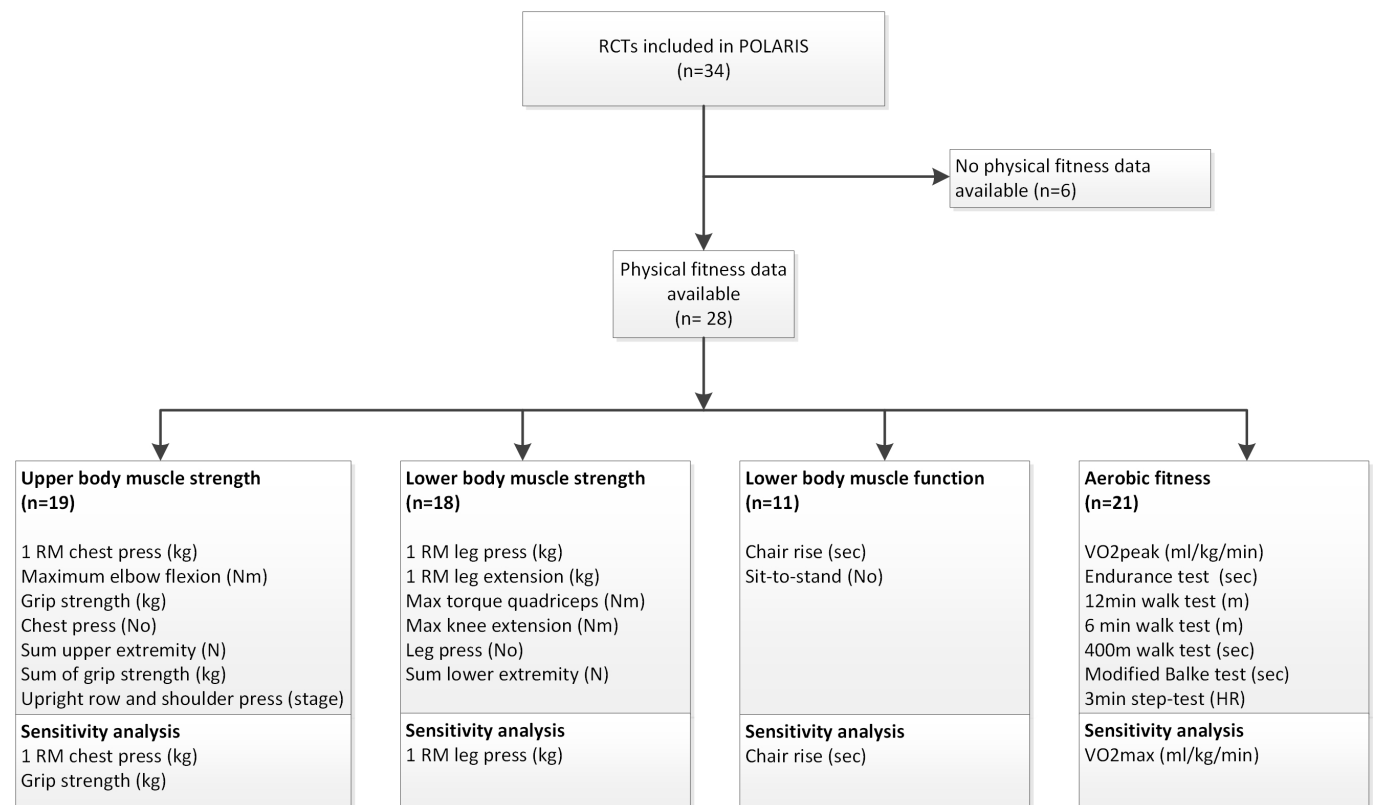 RCTs included in POLARIS
(n=34)
No physical fitness data
available (n=6)
Physical fitness data
available
(n= 28)
Upper body muscle strength
(n=19)
1 RM chest press (kg)
Maximum elbow flexion (Nm)
Grip strength (kg)
Chest press (No)
Sum upper extremity (N)
Sum of grip strength (kg)
Upright row and shoulder press (stage)
Sensitivity analysis
1 RM chest press (kg)
Grip strength (kg)
Lower body muscle strength
(n=18)
1 RM leg press (kg)
1 RM leg extension (kg)
Max torque quadriceps (Nm)
Max knee extension (Nm)
Leg press (No)
Sum lower extremity (N)
Sensitivity analysis
1 RM leg press (kg)
Lower body muscle function
(n=11)
Chair rise (sec)
Sit-to-stand (No)
Sensitivity analysis
Chair rise (sec)
Aerobic fitness
(n=21)
VO2peak (ml/kg/min)
Endurance test  (sec)
12min walk test (m)
6 min walk test (m)
400m walk test (sec)
Modified Balke test (sec)
3min step-test (HR)
Sensitivity analysis
VO2max (ml/kg/min)